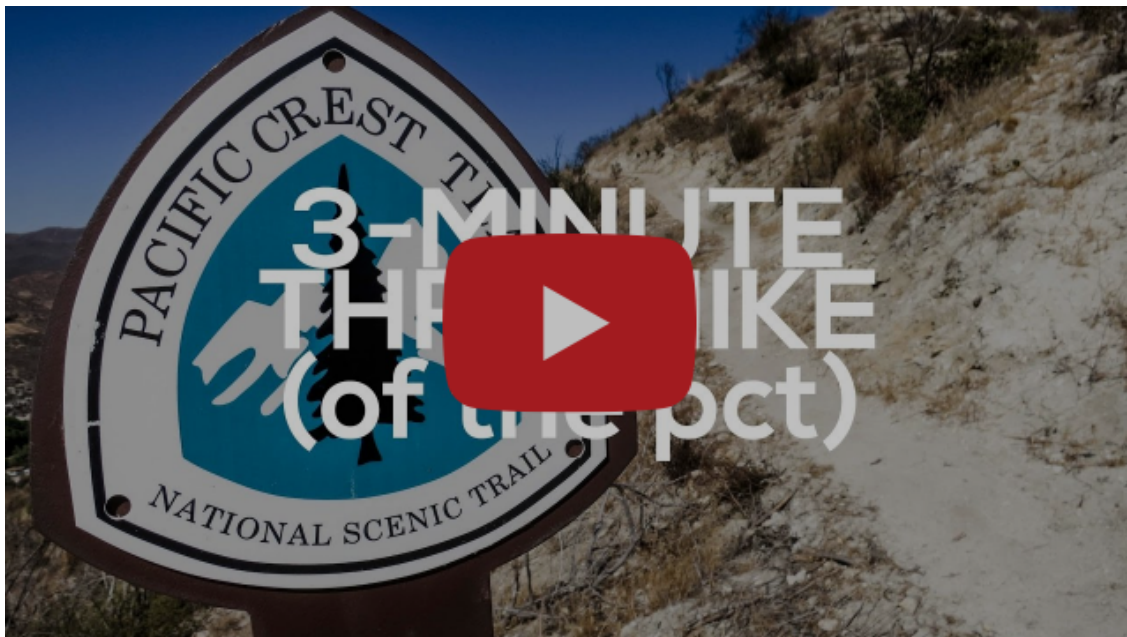 PACIFIC CREST
NATIONAL SCENIC TRAIL
3-MINUTE
(of the pct)